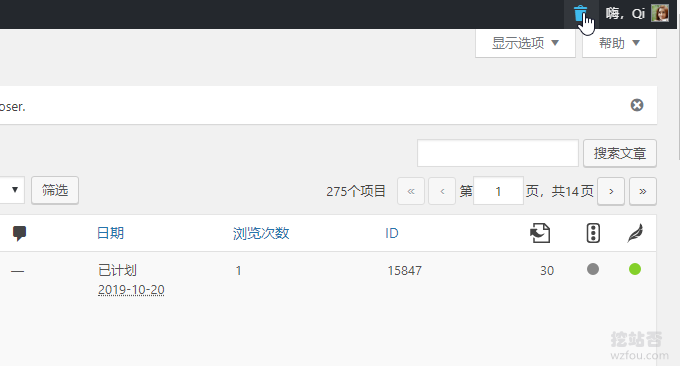 嗨，Qi
显示选项 ▼ 帮助 ▼
oser.
搜索文章
筛选 275个项目 « ‹ 第 1 页，共14页 › »
日期 浏览次数 ID
— 已计划 1 15847 30
2019-10-20
挖站否
wzfou.com